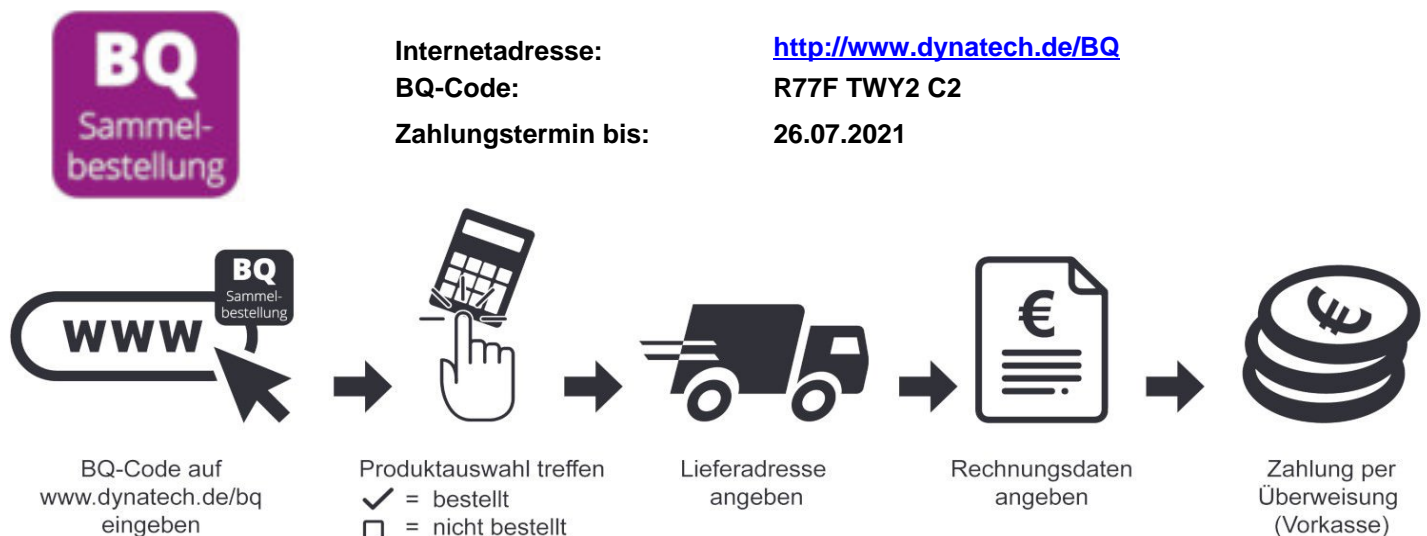 BQ
Sammel-
bestellung
Internetadresse: http://www.dynatech.de/BQ
BQ-Code: R77F TWY2 C2
Zahlungstermin bis: 26.07.2021
BQ
Sammel-
bestellung
www
€
€
BQ-Code auf
www.dynatech.de/bq
eingeben
Produktauswahl treffen
✓ = bestellt
☐ = nicht bestellt
Lieferadresse
angeben
Rechnungsdaten
angeben
Zahlung per
Überweisung
(Vorkasse)